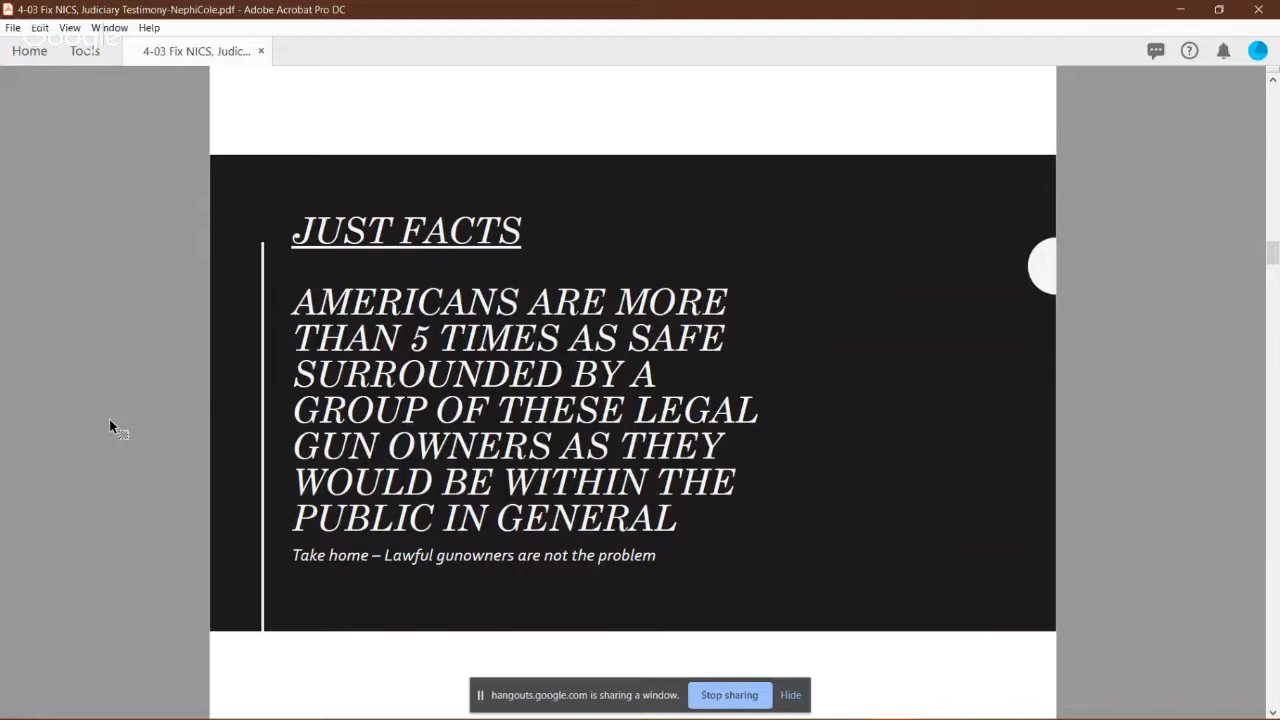 4-03 Fix NICS, Judiciary Testimony-NephiCole.pdf - Adobe Acrobat Pro DC
File Edit View Window Help
Google
Home Tools 4-03 Fix NICS, Judic... ×
JUST FACTS
AMERICANS ARE MORE
THAN 5 TIMES AS SAFE
SURROUNDED BY A
GROUP OF THESE LEGAL
GUN OWNERS AS THEY
WOULD BE WITHIN THE
PUBLIC IN GENERAL
Take home – Lawful gunowners are not the problem
hangouts.google.com is sharing a window. Stop sharing Hide